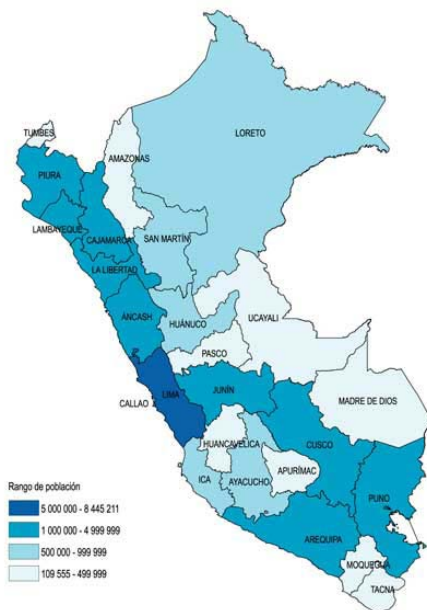 TUMBES
PIURA
AMAZONAS
LORETO
LAMBAYEQUE
CAJAMARCA
SAN MARTÍN
LA LIBERTAD
ANCASH
HUÁNUCO
UCAYALI
PASCO
CALLAO
LIMA
JUNÍN
MADRE DE DIOS
HUANCAVELICA
CUSCO
ICA
AYACUCHO
APURÍMAC
PUNO
AREQUIPA
MOQUEGUA
TACNA
Rango de población
5 000 000 - 8 445 211
1 000 000 - 4 999 999
500 000 - 999 999
109 555 - 499 999